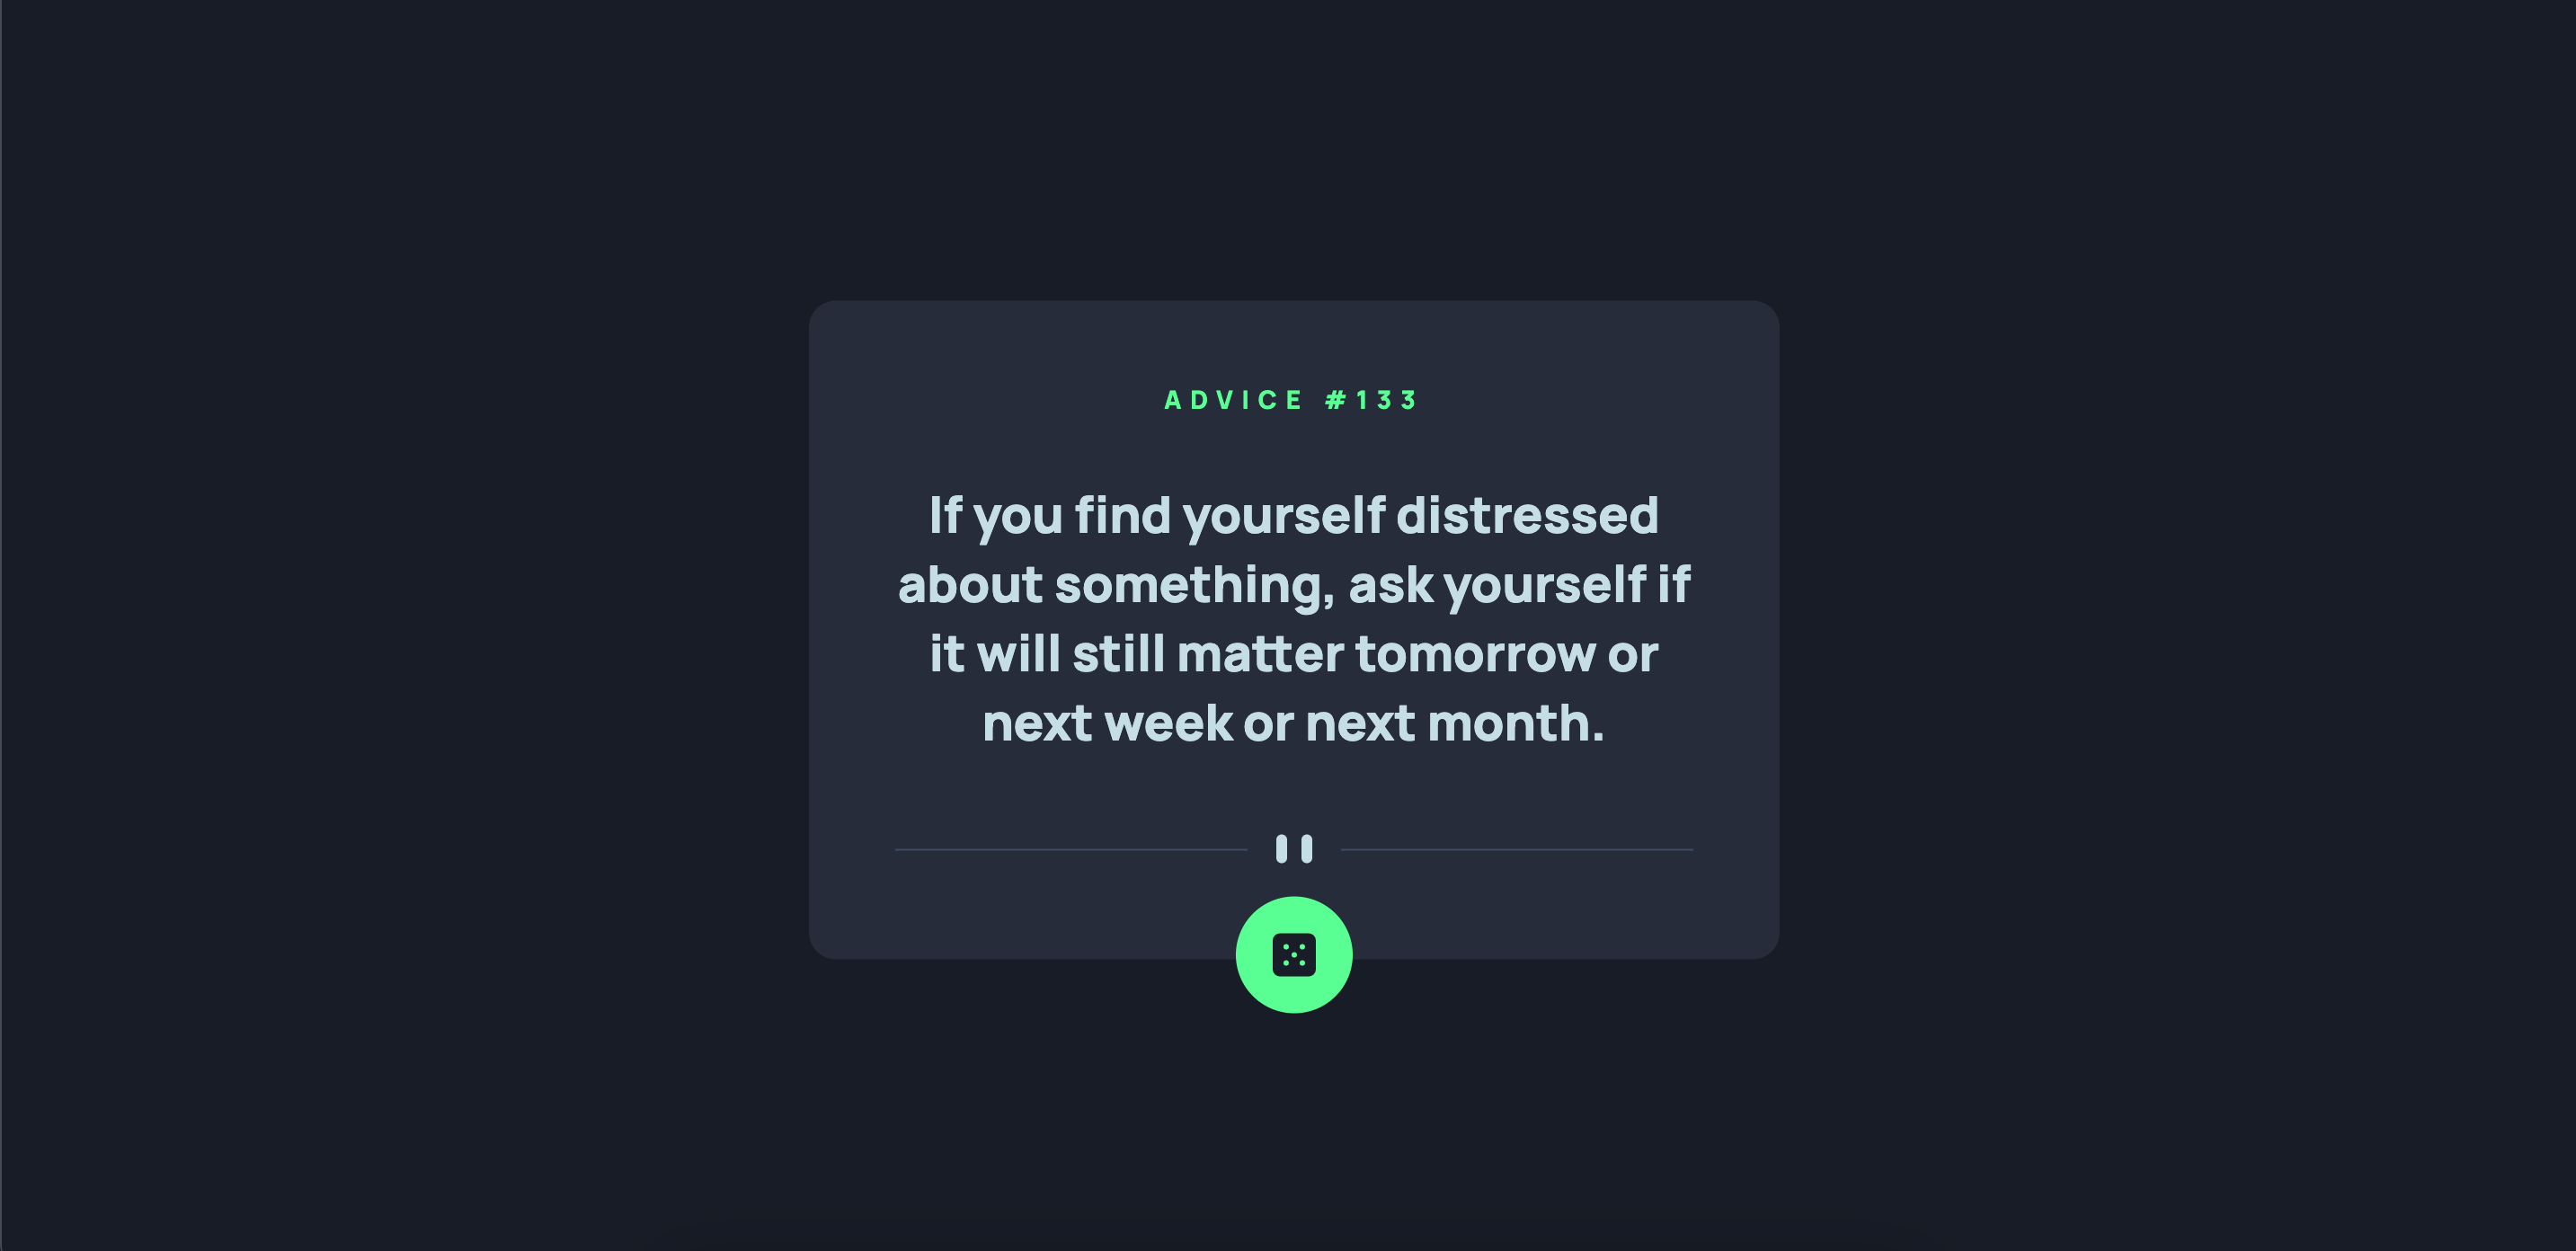 ADVICE #133
If you find yourself distressed
about something, ask yourself if
it will still matter tomorrow or
next week or next month.